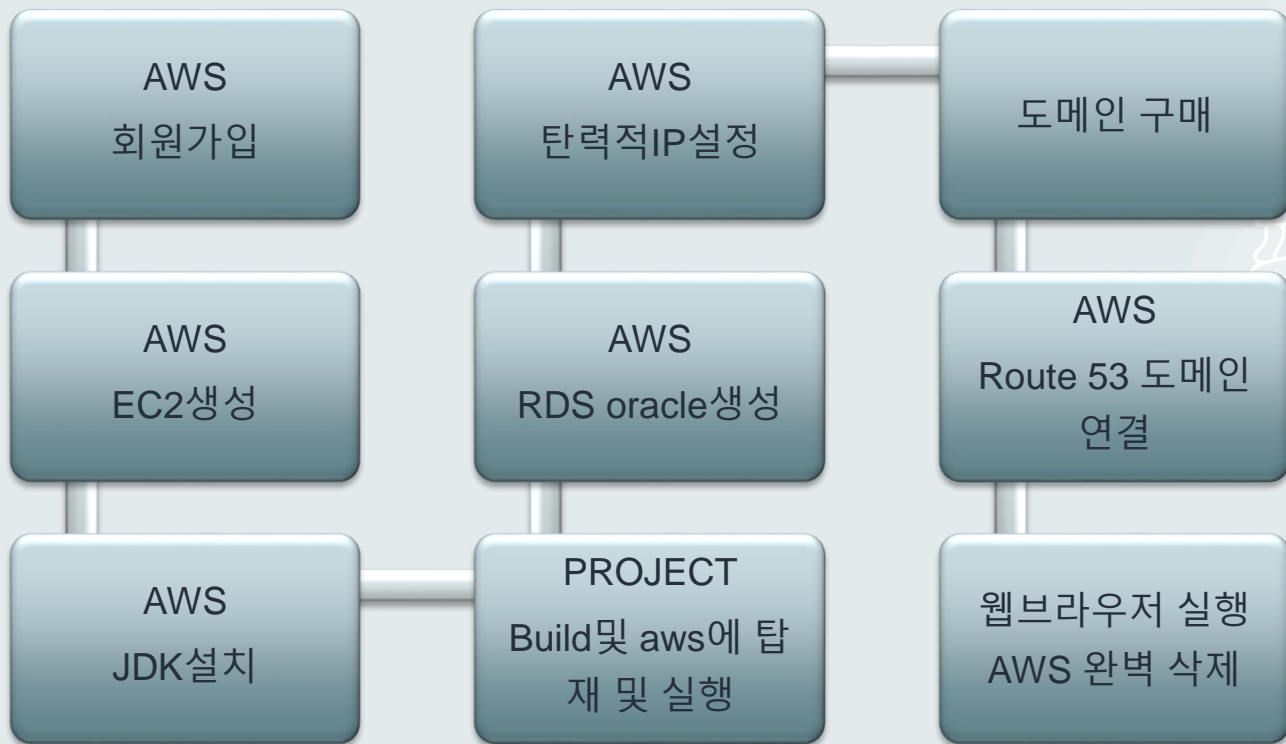 AWS
회원가입
AWS
EC2생성
AWS
JDK설치
PROJECT
Build및 aws에 탑
재 및 실행
AWS
RDS oracle생성
AWS
탄력적IP설정
도메인 구매
AWS
Route 53 도메인
연결
웹브라우저 실행
AWS 완벽 삭제